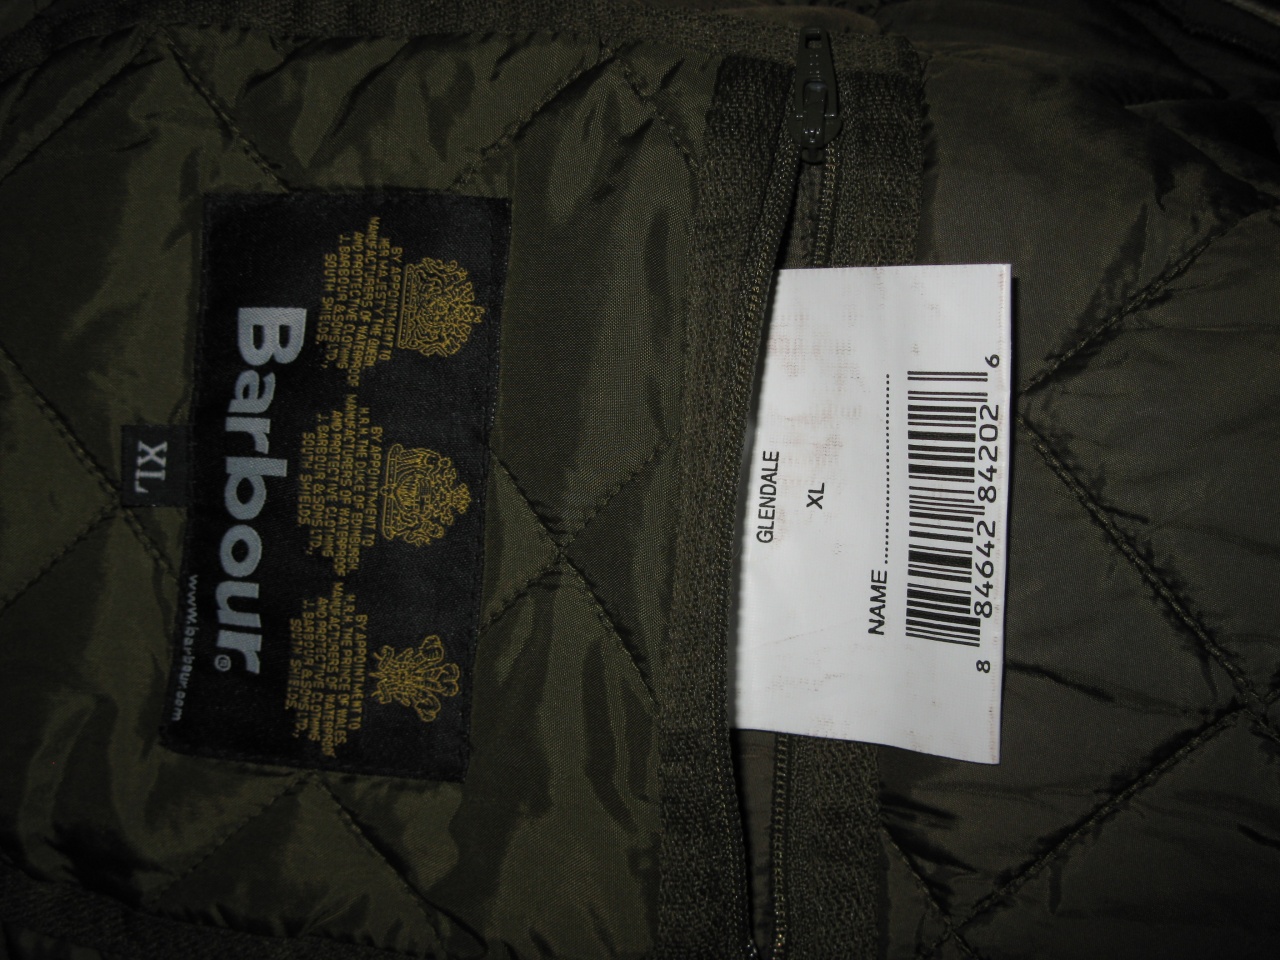 BY APPOINTMENT TO
HER MAJESTY THE QUEEN
MANUFACTURERS OF WATERPROOF
AND PROTECTIVE CLOTHING
J. BARBOUR & SONS LTD,
SOUTH SHIELDS.
BY APPOINTMENT TO
H.R.H. THE DUKE OF EDINBURGH
MANUFACTURERS OF WATERPROOF
AND PROTECTIVE CLOTHING
J. BARBOUR & SONS LTD,
SOUTH SHIELDS.
BY APPOINTMENT TO
H.R.H. THE PRINCE OF WALES
MANUFACTURERS OF WATERPROOF
AND PROTECTIVE CLOTHING
J. BARBOUR & SONS LTD,
SOUTH SHIELDS.
Barbour®
www.barbour.com
XL
GLENDALE
XL
NAME ................................
8 84642 84202 6